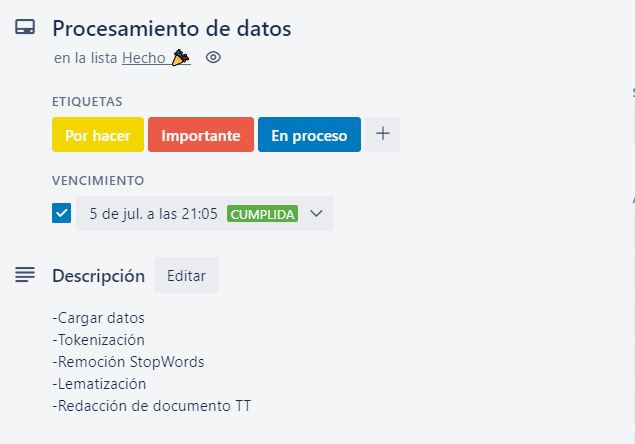 Procesamiento de datos
en la lista Hecho 🎉
ETIQUETAS
Por hacer Importante En proceso +
VENCIMIENTO
5 de jul. a las 21:05 CUMPLIDA
Descripción Editar
-Cargar datos
-Tokenización
-Remoción StopWords
-Lematización
-Redacción de documento TT